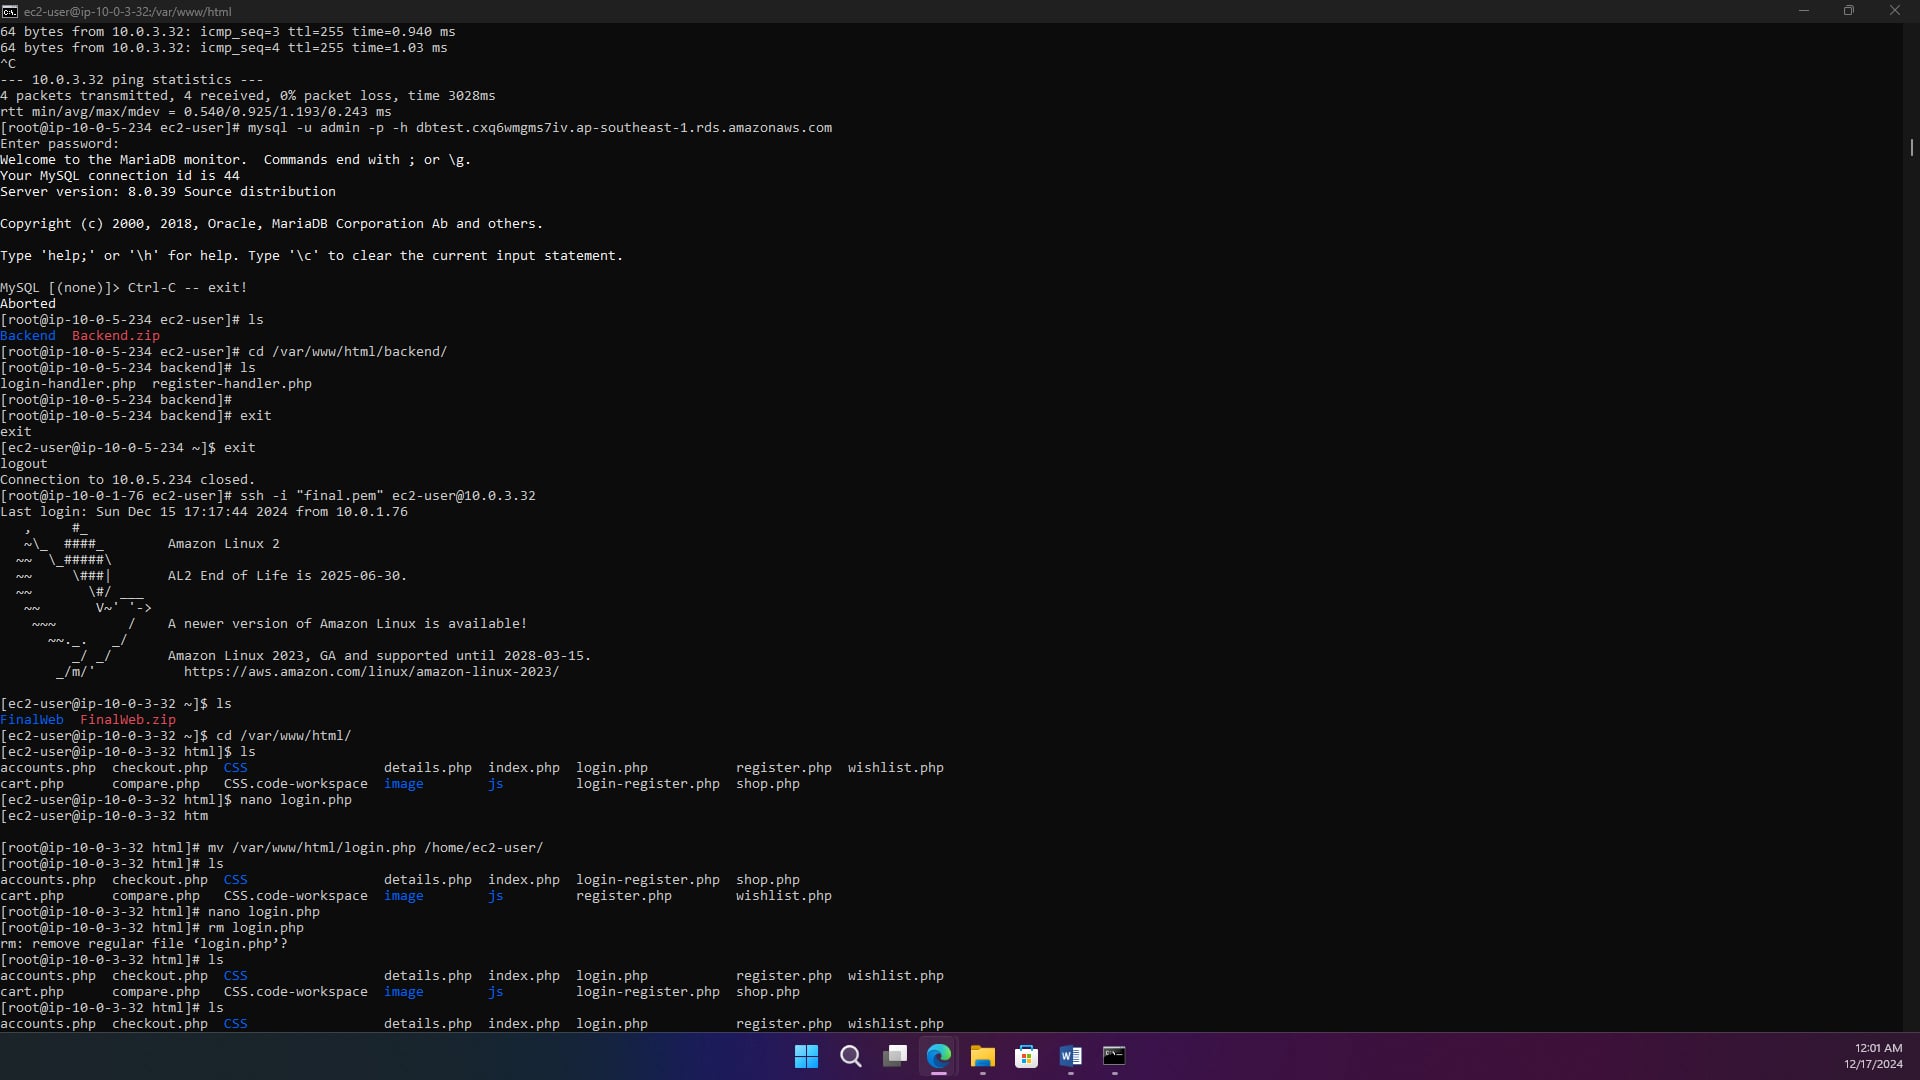 ec2-user@ip-10-0-3-32:/var/www/html
64 bytes from 10.0.3.32: icmp_seq=3 ttl=255 time=0.940 ms
64 bytes from 10.0.3.32: icmp_seq=4 ttl=255 time=1.03 ms
^C
--- 10.0.3.32 ping statistics ---
4 packets transmitted, 4 received, 0% packet loss, time 3028ms
rtt min/avg/max/mdev = 0.540/0.925/1.193/0.243 ms
[root@ip-10-0-5-234 ec2-user]# mysql -u admin -p -h dbtest.cxq6wmgms7iv.ap-southeast-1.rds.amazonaws.com
Enter password:
Welcome to the MariaDB monitor.  Commands end with ; or \g.
Your MySQL connection id is 44
Server version: 8.0.39 Source distribution
Copyright (c) 2000, 2018, Oracle, MariaDB Corporation Ab and others.
Type 'help;' or '\h' for help. Type '\c' to clear the current input statement.
MySQL [(none)]> Ctrl-C -- exit!
Aborted
[root@ip-10-0-5-234 ec2-user]# ls
Backend  Backend.zip
[root@ip-10-0-5-234 ec2-user]# cd /var/www/html/backend/
[root@ip-10-0-5-234 backend]# ls
login-handler.php  register-handler.php
[root@ip-10-0-5-234 backend]#
[root@ip-10-0-5-234 backend]# exit
exit
[ec2-user@ip-10-0-5-234 ~]$ exit
logout
Connection to 10.0.5.234 closed.
[root@ip-10-0-1-76 ec2-user]# ssh -i "final.pem" ec2-user@10.0.3.32
Last login: Sun Dec 15 17:17:44 2024 from 10.0.1.76
   ,     #_
   ~\_  ####_        Amazon Linux 2
  ~~  \_#####\
  ~~     \###|       AL2 End of Life is 2025-06-30.
  ~~       \#/ ___
   ~~       V~' '->
    ~~~         /    A newer version of Amazon Linux is available!
      ~~._.   _/
         _/ _/       Amazon Linux 2023, GA and supported until 2028-03-15.
       _/m/'           https://aws.amazon.com/linux/amazon-linux-2023/
[ec2-user@ip-10-0-3-32 ~]$ ls
FinalWeb  FinalWeb.zip
[ec2-user@ip-10-0-3-32 ~]$ cd /var/www/html/
[ec2-user@ip-10-0-3-32 html]$ ls
accounts.php  checkout.php  CSS                 details.php  index.php  login.php           register.php  wishlist.php
cart.php      compare.php   CSS.code-workspace  image        js         login-register.php  shop.php
[ec2-user@ip-10-0-3-32 html]$ nano login.php
[ec2-user@ip-10-0-3-32 htm
[root@ip-10-0-3-32 html]# mv /var/www/html/login.php /home/ec2-user/
[root@ip-10-0-3-32 html]# ls
accounts.php  checkout.php  CSS                 details.php  index.php  login-register.php  shop.php
cart.php      compare.php   CSS.code-workspace  image        js         register.php        wishlist.php
[root@ip-10-0-3-32 html]# nano login.php
[root@ip-10-0-3-32 html]# rm login.php
rm: remove regular file ‘login.php’?
[root@ip-10-0-3-32 html]# ls
accounts.php  checkout.php  CSS                 details.php  index.php  login.php           register.php  wishlist.php
cart.php      compare.php   CSS.code-workspace  image        js         login-register.php  shop.php
[root@ip-10-0-3-32 html]# ls
accounts.php  checkout.php  CSS                 details.php  index.php  login.php           register.php  wishlist.php
12:01 AM
12/17/2024